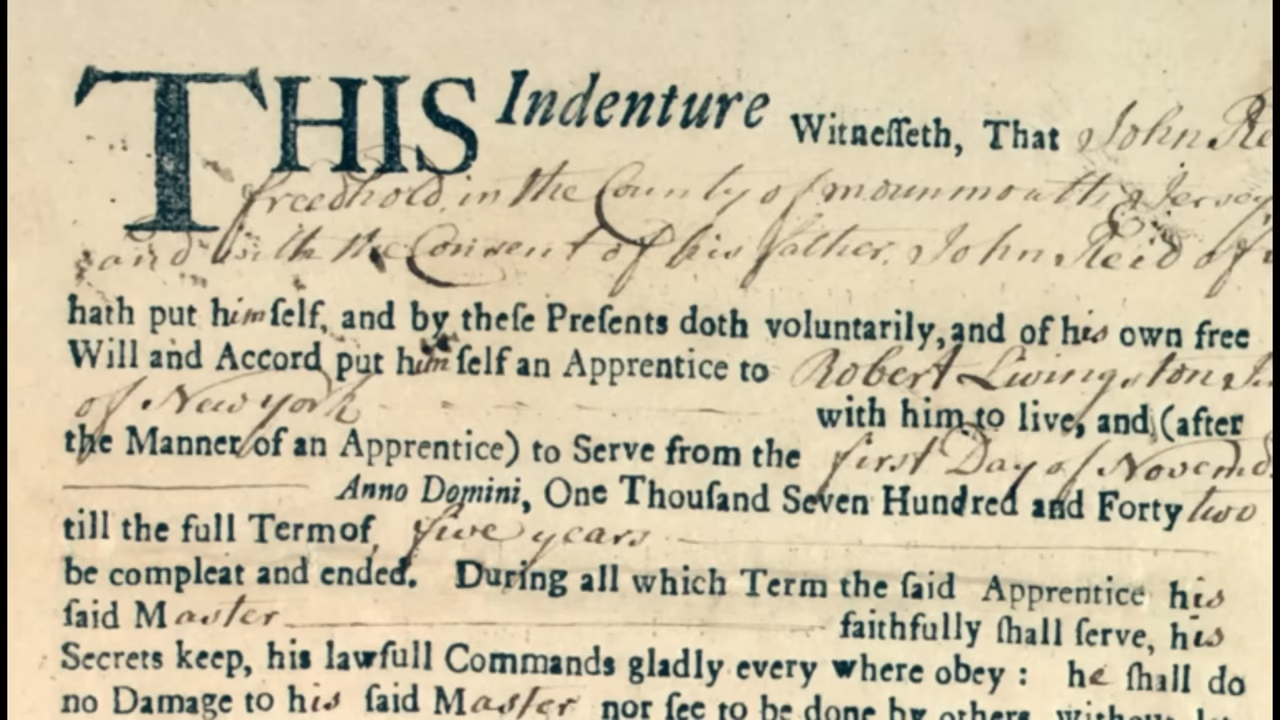 THIS Indenture Witneſſeth, That John Re
freedhold in the County of mounmouth Jersey
and with the Consent of his father John Reid of
hath put himſelf, and by theſe Preſents doth voluntarily, and of his own free
Will and Accord put himſelf an Apprentice to Robert Livingston
of New york with him to live, and (after
the Manner of an Apprentice) to Serve from the first Day of Novemb
Anno Domini, One Thouſand Seven Hundred and Forty two
till the full Term of five years
be compleat and ended. During all which Term the ſaid Apprentice his
ſaid Master faithfully ſhall ſerve, his
Secrets keep, his lawfull Commands gladly every where obey : he ſhall do
no Damage to his ſaid Master nor ſee to be done by others, without